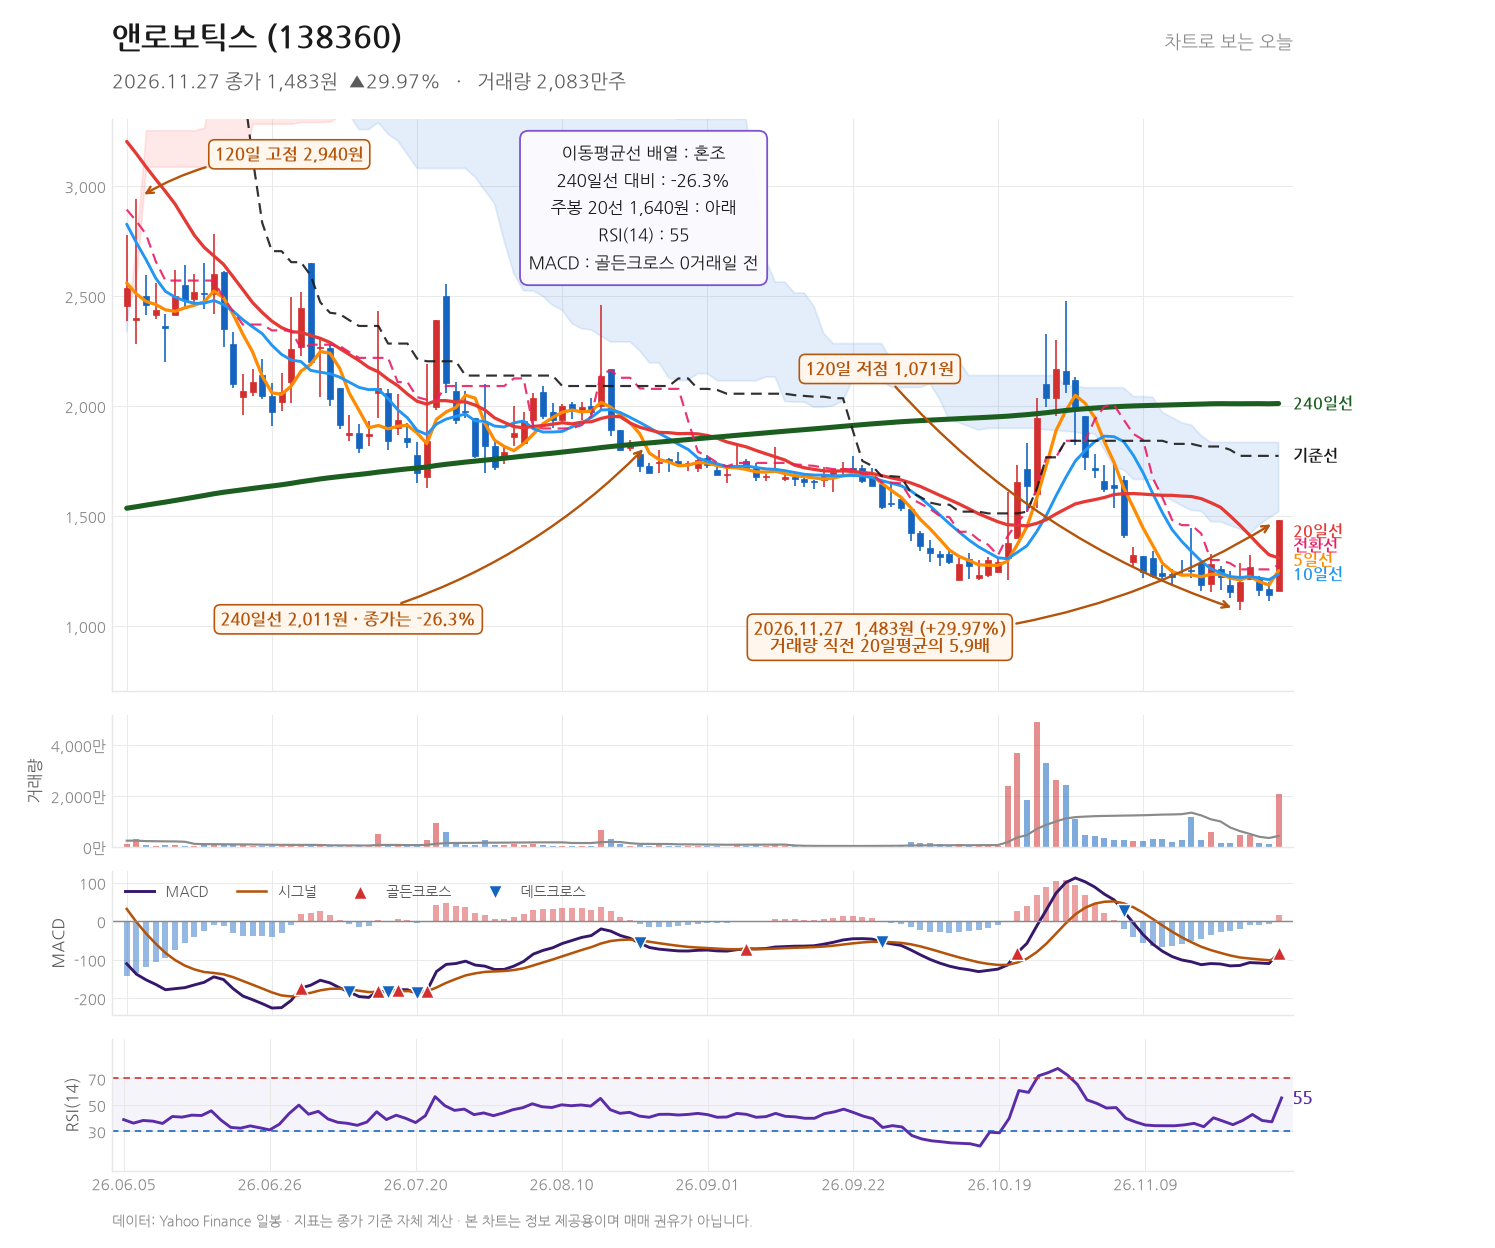 앤로보틱스 (138360)
차트로 보는 오늘
2026.11.27 종가 1,483원 ▲29.97% · 거래량 2,083만주
120일 고점 2,940원
이동평균선 배열 : 혼조
240일선 대비 : -26.3%
주봉 20선 1,640원 : 아래
RSI(14) : 55
MACD : 골든크로스 0거래일 전
3,000
2,500
2,000
1,500
1,000
120일 저점 1,071원
240일선
기준선
20일선
전환선
5일선
10일선
240일선 2,011원 · 종가는 -26.3%
2026.11.27 1,483원 (+29.97%)
거래량 직전 20일평균의 5.9배
거래량
4,000만
2,000만
0만
MACD
100
0
-100
-200
MACD
시그널
골든크로스
데드크로스
RSI(14)
70
50
30
55
26.06.05
26.06.26
26.07.20
26.08.10
26.09.01
26.09.22
26.10.19
26.11.09
데이터: Yahoo Finance 일봉 · 지표는 종가 기준 자체 계산 · 본 차트는 정보 제공용이며 매매 권유가 아닙니다.